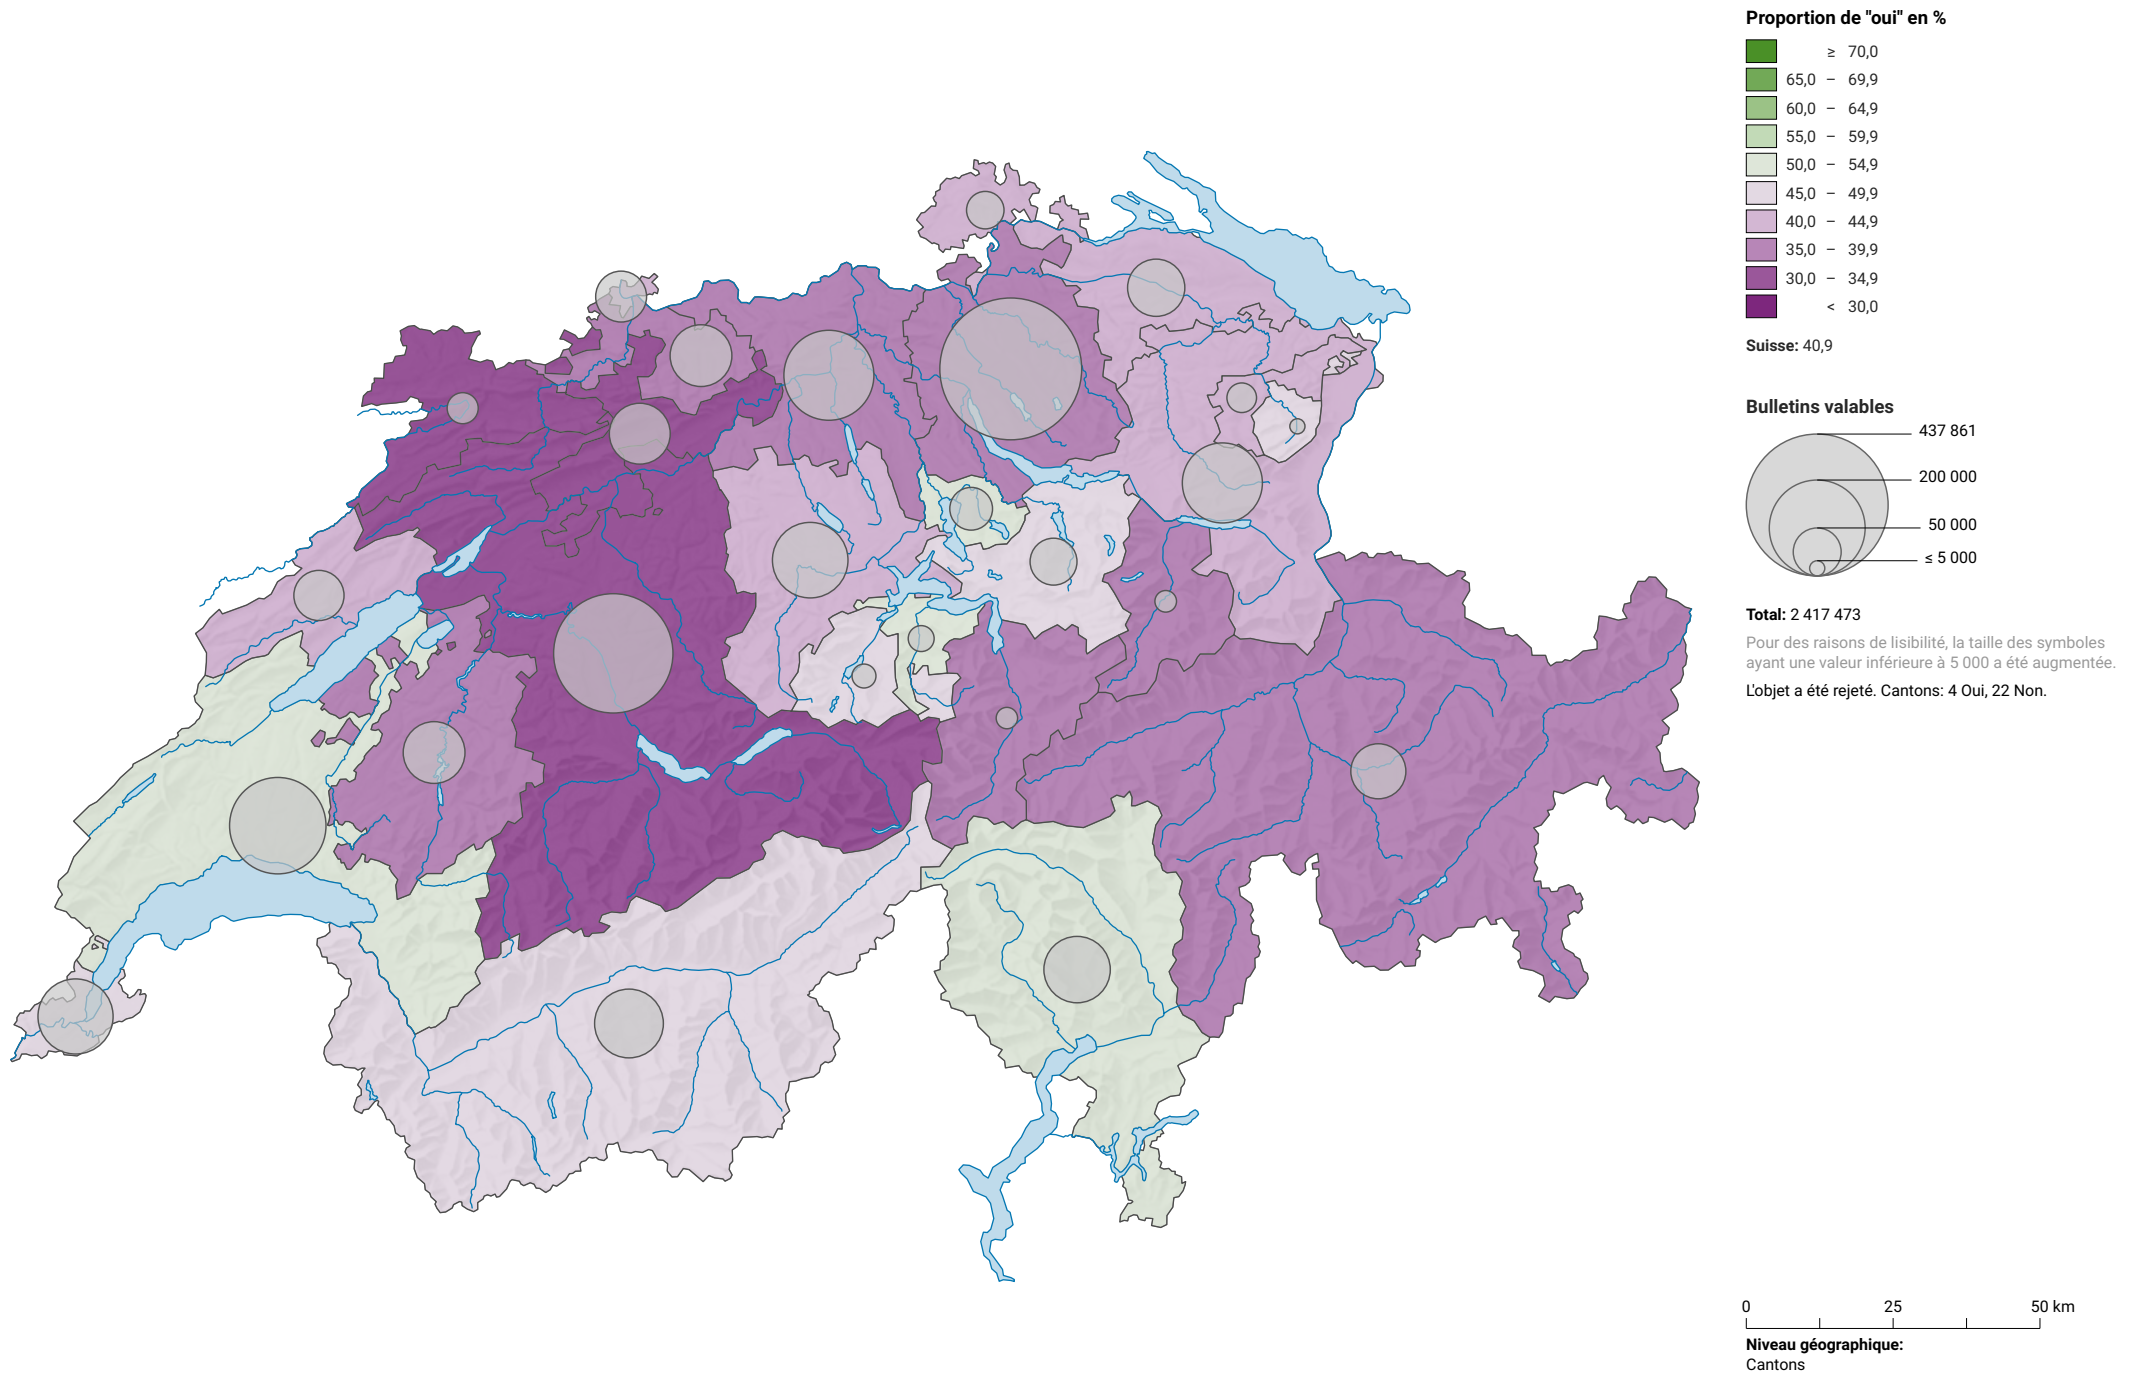 Proportion de "oui" en %
≥ 70,0
65,0 – 69,9
60,0 – 64,9
55,0 – 59,9
50,0 – 54,9
45,0 – 49,9
40,0 – 44,9
35,0 – 39,9
30,0 – 34,9
< 30,0
Suisse: 40,9
Bulletins valables
437 861
200 000
50 000
≤ 5 000
Total: 2 417 473
Pour des raisons de lisibilité, la taille des symboles
ayant une valeur inférieure à 5 000 a été augmentée.
L'objet a été rejeté. Cantons: 4 Oui, 22 Non.
0 25 50 km
Niveau géographique:
Cantons